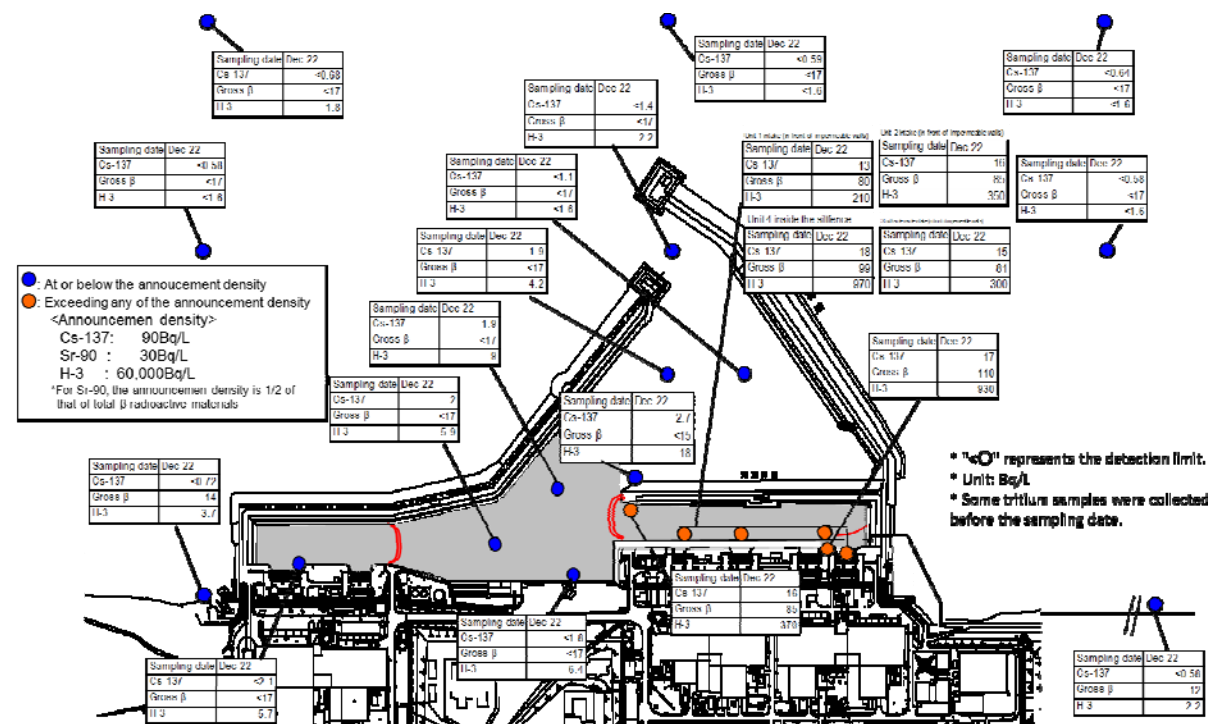 Sampling date Dec 22
Cs-137 <0.68
Gross β <17
H-3 1.8
Sampling date Dec 22
Cs-137 <0.59
Gross β <17
H-3 <1.6
Sampling date Dec 22
Cs-137 <0.64
Gross β <17
H-3 <1.6
Sampling date Dec 22
Cs-137 <1.4
Gross β <17
H-3 2.2
Sampling date Dec 22
Cs-137 <0.58
Gross β <17
H-3 <1.6
Sampling date Dec 22
Cs-137 <1.1
Gross β <17
H-3 <1.6
Unit 1 intake (in front of impermeable walls)
Sampling date Dec 22
Cs-137 13
Gross β 80
H-3 210
Unit 2 intake (in front of impermeable walls)
Sampling date Dec 22
Cs-137 16
Gross β 85
H-3 350
Sampling date Dec 22
Cs-137 <0.58
Gross β <17
H-3 <1.6
Unit 4 inside the siltfence
Sampling date Dec 22
Cs-137 18
Gross β 99
H-3 970
Sampling date Dec 22
Cs-137 15
Gross β 81
H-3 300
Sampling date Dec 22
Cs-137 1.9
Gross β <17
H-3 4.2
: At or below the annoucement density
: Exceeding any of the announcement density
<Announcemen density>
Cs-137: 90Bq/L
Sr-90 : 30Bq/L
H-3 : 60,000Bq/L
*For Sr-90, the announcemen density is 1/2 of
that of total β radioactive materials
Sampling date Dec 22
Cs-137 1.9
Gross β <17
H-3 9
Sampling date Dec 22
Cs-137 17
Gross β 110
H-3 930
Sampling date Dec 22
Cs-137 2
Gross β <17
H-3 5.9
Sampling date Dec 22
Cs-137 2.7
Gross β <15
H-3 18
* "<O" represents the detection limit.
* Unit: Bq/L
* Some tritium samples were collected
before the sampling date.
Sampling date Dec 22
Cs-137 <0.72
Gross β 14
H-3 3.7
Sampling date Dec 22
Cs-137 16
Gross β 85
H-3 370
Sampling date Dec 22
Cs-137 <1.8
Gross β <17
H-3 6.4
Sampling date Dec 22
Cs-137 <2.1
Gross β <17
H-3 5.7
Sampling date Dec 22
Cs-137 <0.58
Gross β 12
H-3 2.2